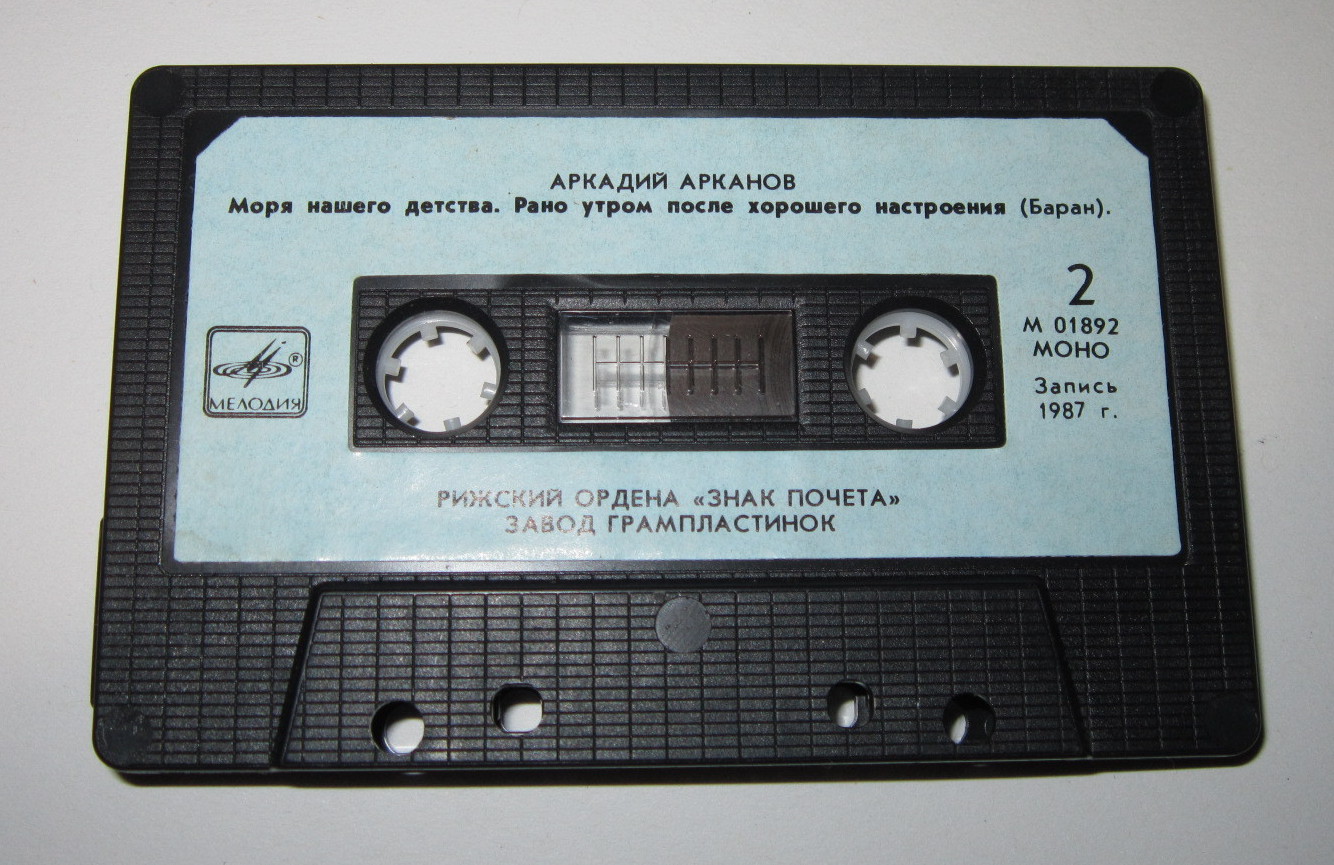 АРКАДИЙ АРКАНОВ
Моря нашего детства. Рано утром после хорошего настроения (Баран).
2
М 01892
МОНО
Запись
1987 г.
®
МЕЛОДИЯ
РИЖСКИЙ ОРДЕНА «ЗНАК ПОЧЕТА»
ЗАВОД ГРАМПЛАСТИНОК